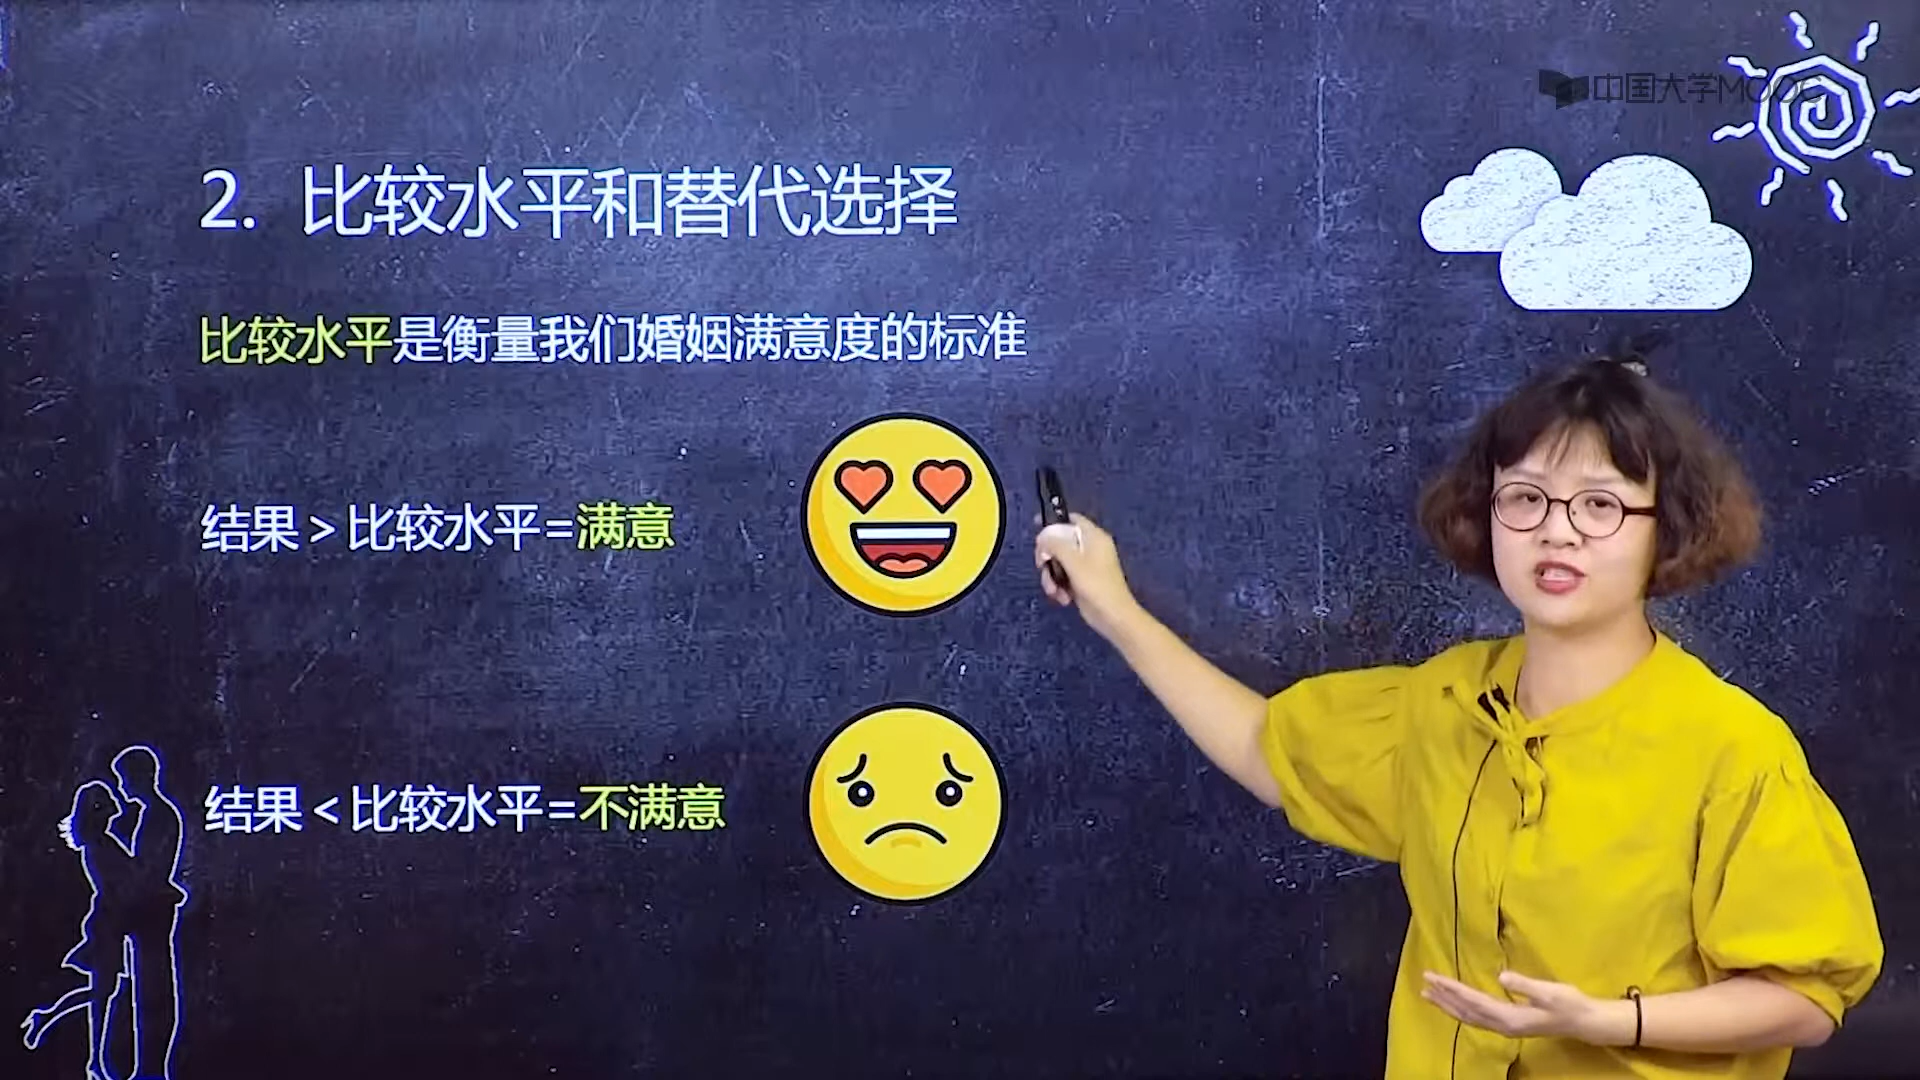 中国大学MOOC
2. 比较水平和替代选择
比较水平是衡量我们婚姻满意度的标准
结果 > 比较水平=满意
结果 < 比较水平=不满意